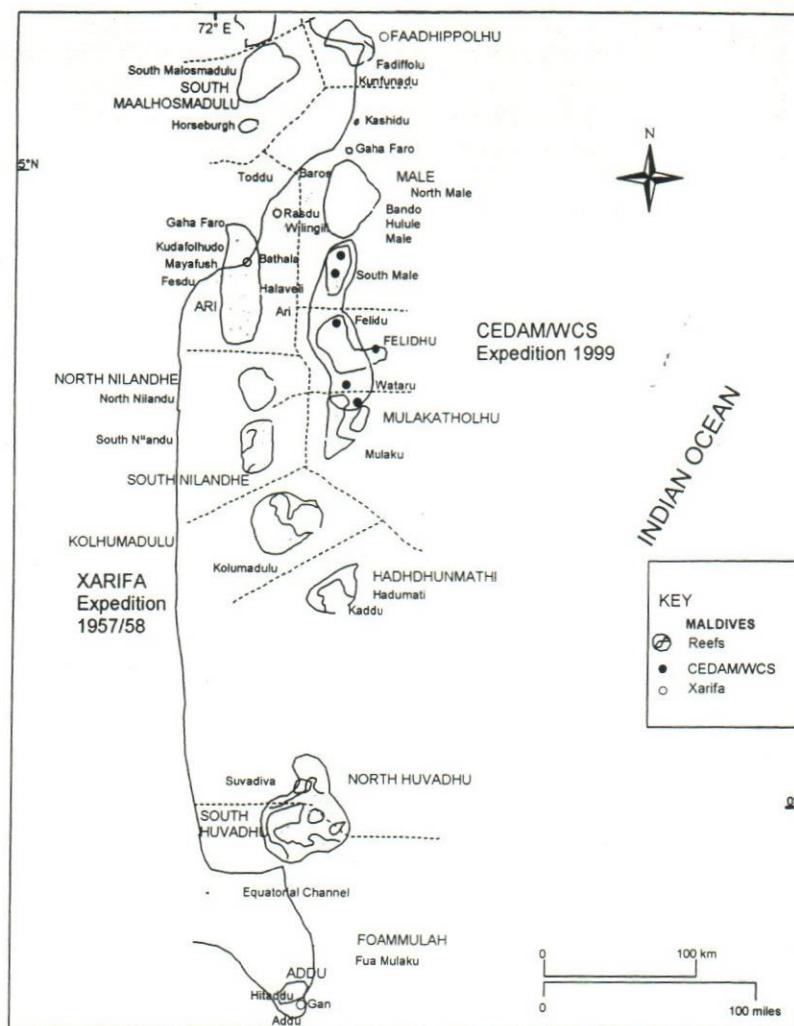 72° E
FAADHIPPOLHU
Fadiffolu
Kunfunadu
South Malosmadulu
SOUTH
MAALHOSMADULU
Horseburgh
Kashidu
Gaha Faro
5°N
N
Toddu
Baros
MALE
North Male
Rasdu
Wilingili
Bando
Hulule
Male
Gaha Faro
Kudafolhudo
Mayafush
Bathala
Fesdu
Halaveli
South Male
ARI
Ari
Felidu
FELIDHU
CEDAM/WCS
Expedition 1999
NORTH NILANDHE
North Nilandu
Wataru
MULAKATHOLHU
South N"andu
Mulaku
SOUTH NILANDHE
INDIAN OCEAN
KOLHUMADULU
Kolumadulu
HADHDHUNMATHI
Hadumati
Kaddu
XARIFA
Expedition
1957/58
KEY
MALDIVES
Reefs
CEDAM/WCS
Xarifa
Suvadiva
NORTH HUVADHU
SOUTH
HUVADHU
Equatorial Channel
FOAMMULAH
Fua Mulaku
ADDU
Hitaddu
Gan
Addu
0
100 km
0
100 miles